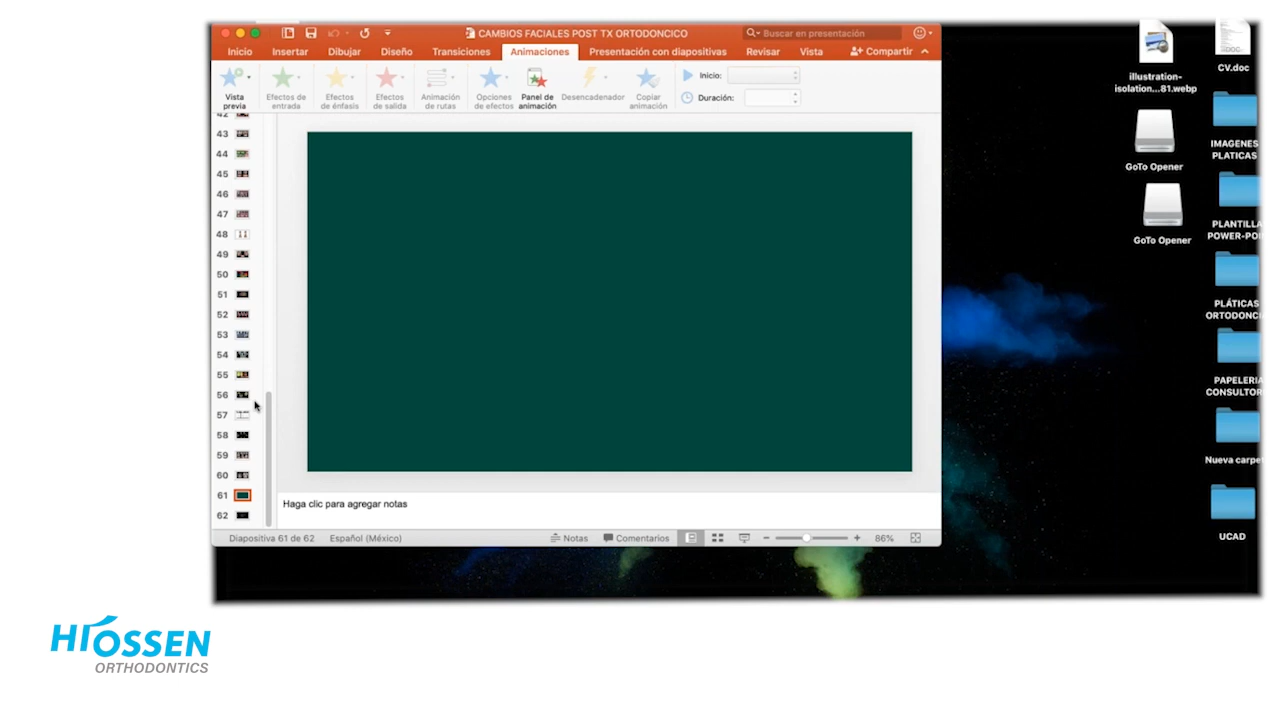 CAMBIOS FACIALES POST TX ORTODONCICO
Buscar en presentación
Inicio Insertar Dibujar Diseño Transiciones Animaciones Presentación con diapositivas Revisar Vista Compartir
Vista previa
Efectos de entrada
Efectos de énfasis
Efectos de salida
Animación de rutas
Opciones de efectos
Panel de animación
Desencadenador
Copiar animación
Inicio:
Duración:
42
43
44
45
46
47
48
49
50
51
52
53
54
55
56
57
58
59
60
61
62
Haga clic para agregar notas
Diapositiva 61 de 62 Español (México) Notas Comentarios 86%
illustration-
isolation...81.webp
GoTo Opener
GoTo Opener
DOC
CV.doc
IMAGENES
PLATICAS
PLANTILLA
POWER-POI
PLÁTICAS
ORTODONCI
PAPELERIA
CONSULTOR
Nueva carpet
UCAD
HIOSSEN
ORTHODONTICS